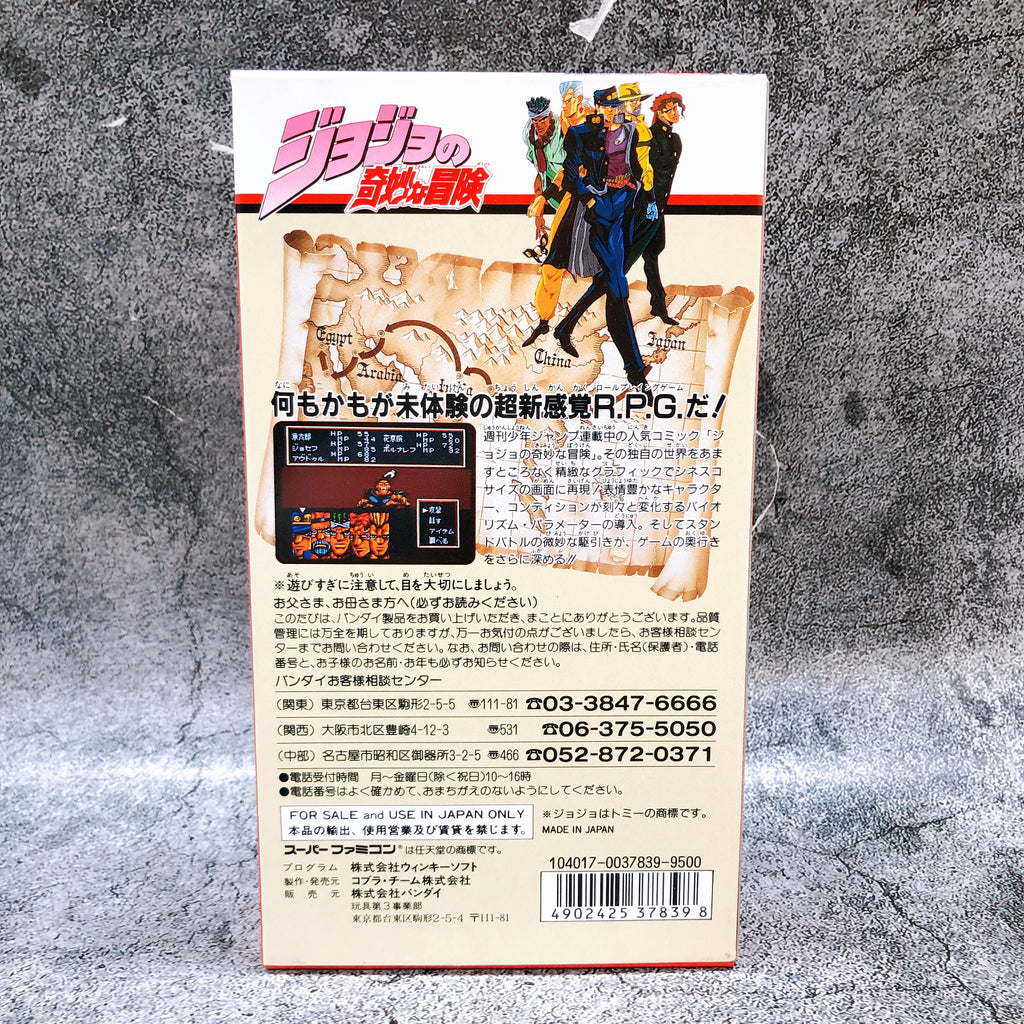 ジョジョの
奇妙な冒険
Egypt
Arabia
China
Japan
何もかもが未体験の超新感覚R.P.G.だ!
承太郎
花京院
ジョセフ
ポルナレフ
アヴドゥル
攻撃
話す
アイテム
調べる
週刊少年ジャンプ連載中の人気コミック「ジ
ョジョの奇妙な冒険」。その独自の世界をあま
すところなく精緻なグラフィックでシネスコ
サイズの画面に再現!表情豊かなキャラクタ
ー、コンディションが刻々と変化するバイオ
リズム・パラメーターの導入。そしてスタン
ドバトルの微妙な駆引きが、ゲームの奥行き
をさらに深める!!
※遊びすぎに注意して、目を大切にしましょう。
お父さま、お母さま方へ(必ずお読みください)
このたびは、バンダイ製品をお買い上げいただき、まことにありがとうございます。品質
管理には万全を期しておりますが、万一お気付の点がございましたら、お客様相談セン
ターまでお問い合わせください。なお、お問い合わせの際は、住所・氏名(保護者)・電話
番号と、お子様のお名前・お年も必ずお知らせください。
バンダイお客様相談センター
(関東) 東京都台東区駒形2-5-5 〠111-81 ☎03-3847-6666
(関西) 大阪市北区豊崎4-12-3 〠531 ☎06-375-5050
(中部) 名古屋市昭和区御器所3-2-5 〠466 ☎052-872-0371
●電話受付時間 月〜金曜日(除く祝日)10〜16時
●電話番号はよく確かめて、おまちがえのないようにしてください。
FOR SALE and USE IN JAPAN ONLY
本品の輸出、使用営業及び賃貸を禁じます。
※ジョジョはトミーの商標です。
MADE IN JAPAN
スーパーファミコン®は任天堂の商標です。
プログラム 株式会社ウィンキーソフト
製作・発売元 コブラ・チーム株式会社
販売元 株式会社バンダイ
玩具第3事業部
東京都台東区駒形2-5-4 〒111-81
104017-0037839-9500
4902425378398